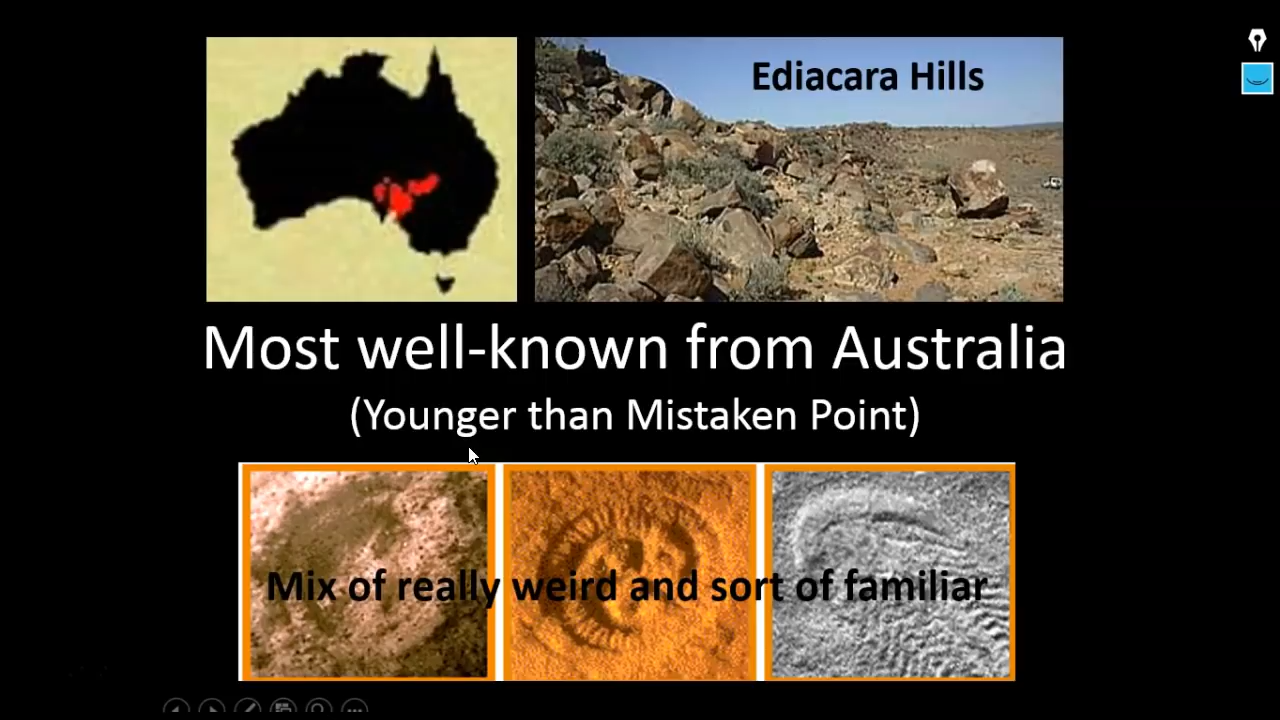 Ediacara Hills
Most well-known from Australia
(Younger than Mistaken Point)
Mix of really weird and sort of familiar